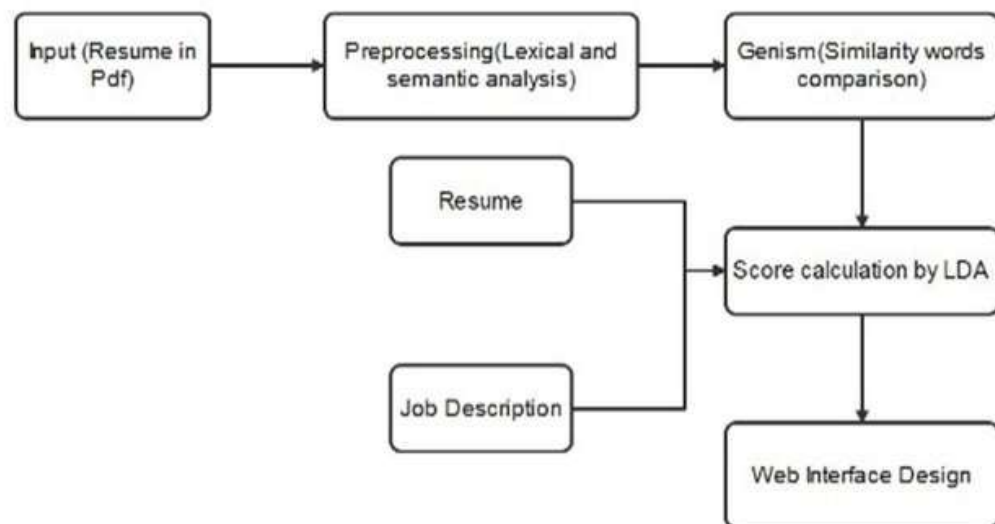 Input (Resume in
Pdf)
Preprocessing(Lexical and
semantic analysis)
Genism(Similarity words
comparison)
Resume
Score calculation by LDA
Job Description
Web Interface Design